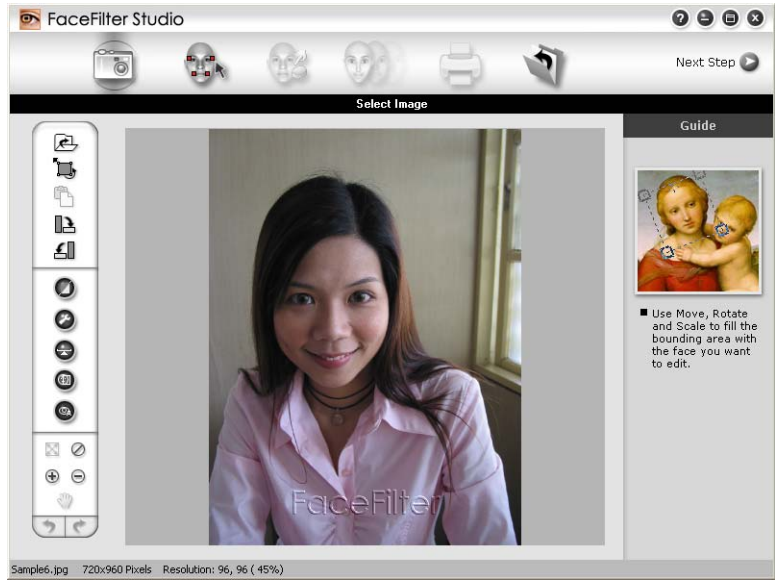 FaceFilter Studio
Next Step
Select Image
Guide
Use Move, Rotate
and Scale to fill the
bounding area with
the face you want
to edit.
FaceFilter
Sample6.jpg 720x960 Pixels Resolution: 96, 96 ( 45%)